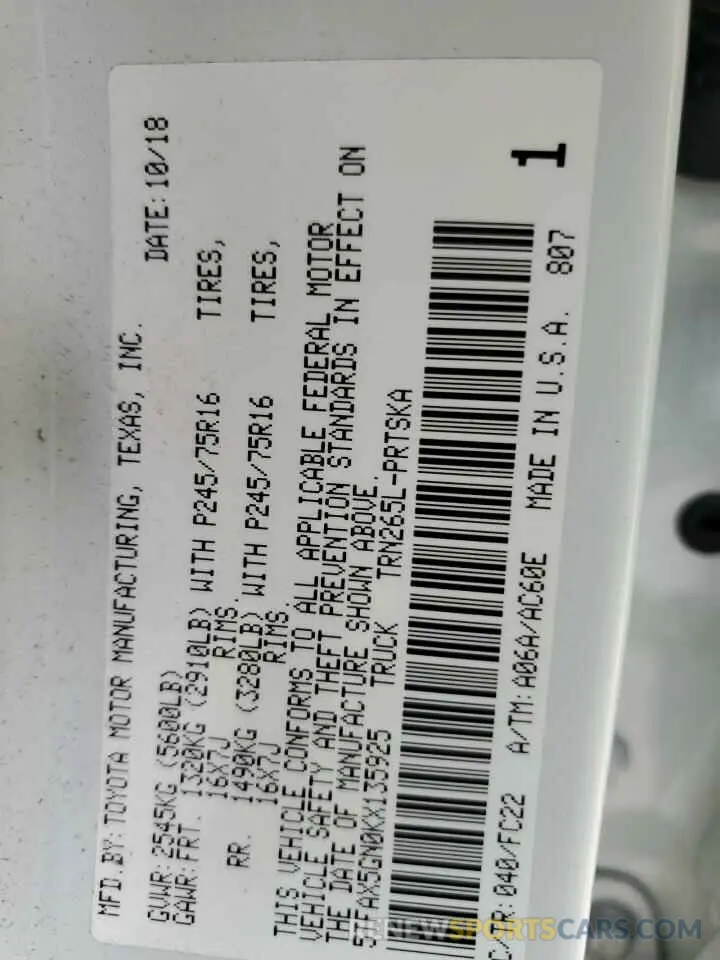 MFD.BY: TOYOTA MOTOR MANUFACTURING, TEXAS, INC. DATE: 10/18
GVWR: 2545KG (5600LB)
GAWR: FRT. 1320KG (2910LB) WITH P245/75R16 TIRES,
16X7J RIMS.
RR. 1490KG (3280LB) WITH P245/75R16 TIRES,
16X7J RIMS.
THIS VEHICLE CONFORMS TO ALL APPLICABLE FEDERAL MOTOR
VEHICLE SAFETY AND THEFT PREVENTION STANDARDS IN EFFECT ON
THE DATE OF MANUFACTURE SHOWN ABOVE.
5TFAX5GN0KX135925 TRUCK TRN265L-PRTSKA
C/TR: 040/FC22 A/TM: A06A/AC60E MADE IN U.S.A. 807
1
RENEWSPORTSCARS.COM